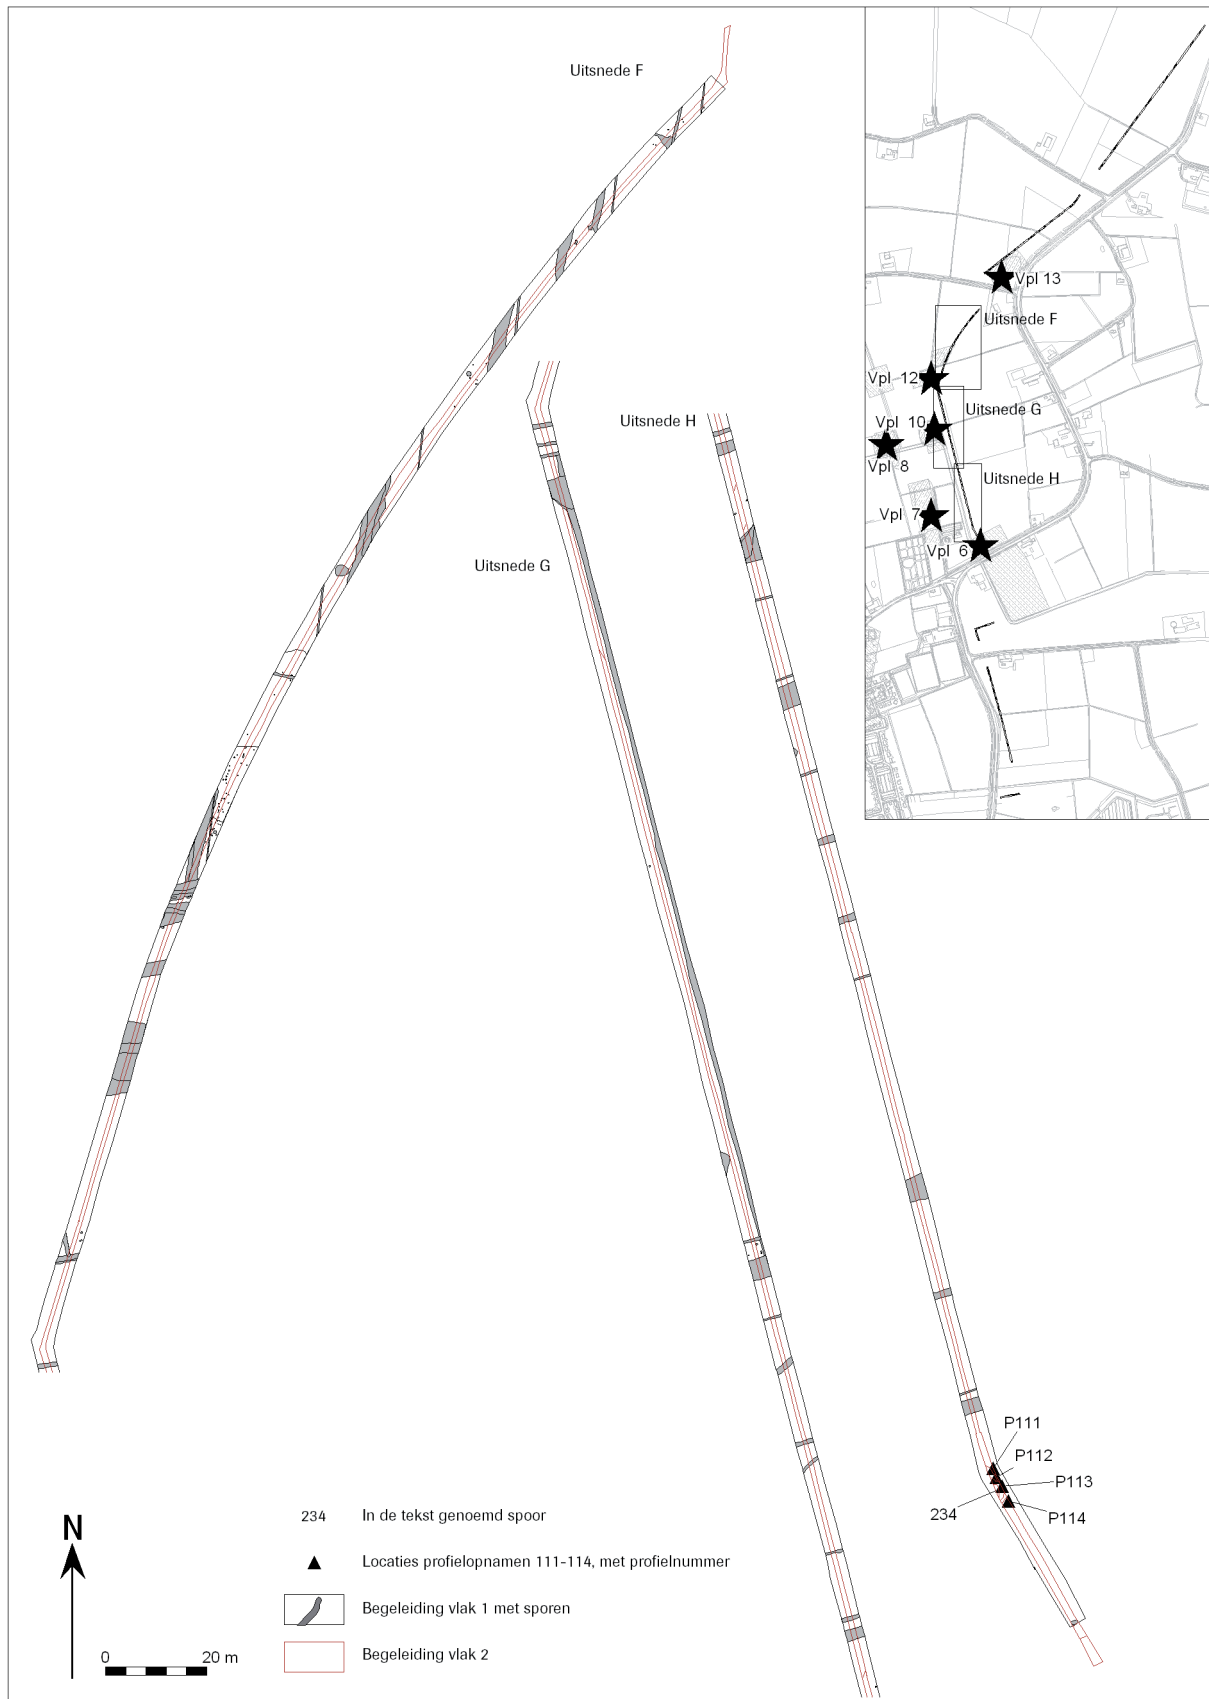 Uitsnede F
Vpl 13
Uitsnede F
Vpl 12
Uitsnede G
Vpl 10
Vpl 8
Uitsnede H
Vpl 7
Vpl 6
Uitsnede H
Uitsnede G
P111
P112
P113
234
P114
N
0 20 m
234 In de tekst genoemd spoor
Locaties profielopnamen 111-114, met profielnummer
Begeleiding vlak 1 met sporen
Begeleiding vlak 2